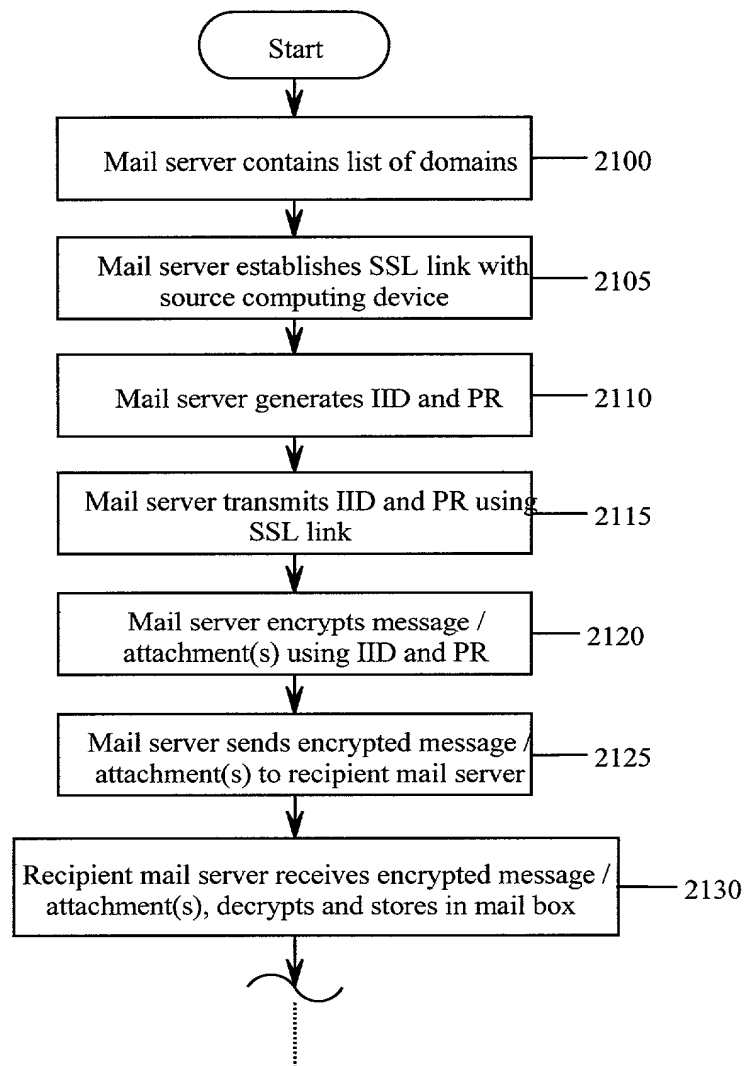 Start
Mail server contains list of domains
2100
Mail server establishes SSL link with
source computing device
2105
Mail server generates IID and PR
2110
Mail server transmits IID and PR using
SSL link
2115
Mail server encrypts message /
attachment(s) using IID and PR
2120
Mail server sends encrypted message /
attachment(s) to recipient mail server
2125
Recipient mail server receives encrypted message /
attachment(s), decrypts and stores in mail box
2130